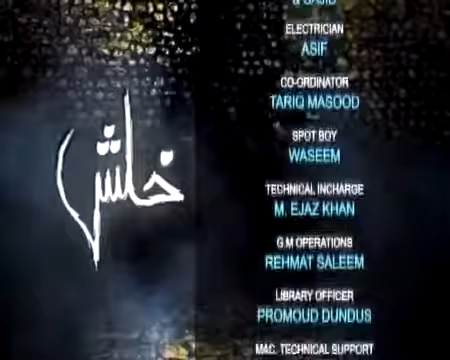 & SAJID
ELECTRICIAN
ASIF
CO-ORDINATOR
TARIQ MASOOD
SPOT BOY
WASEEM
TECHNICAL INCHARGE
M. EJAZ KHAN
G.M OPERATIONS
REHMAT SALEEM
LIBRARY OFFICER
PROMOUD DUNDUS
MAC. TECHNICAL SUPPORT
خلش